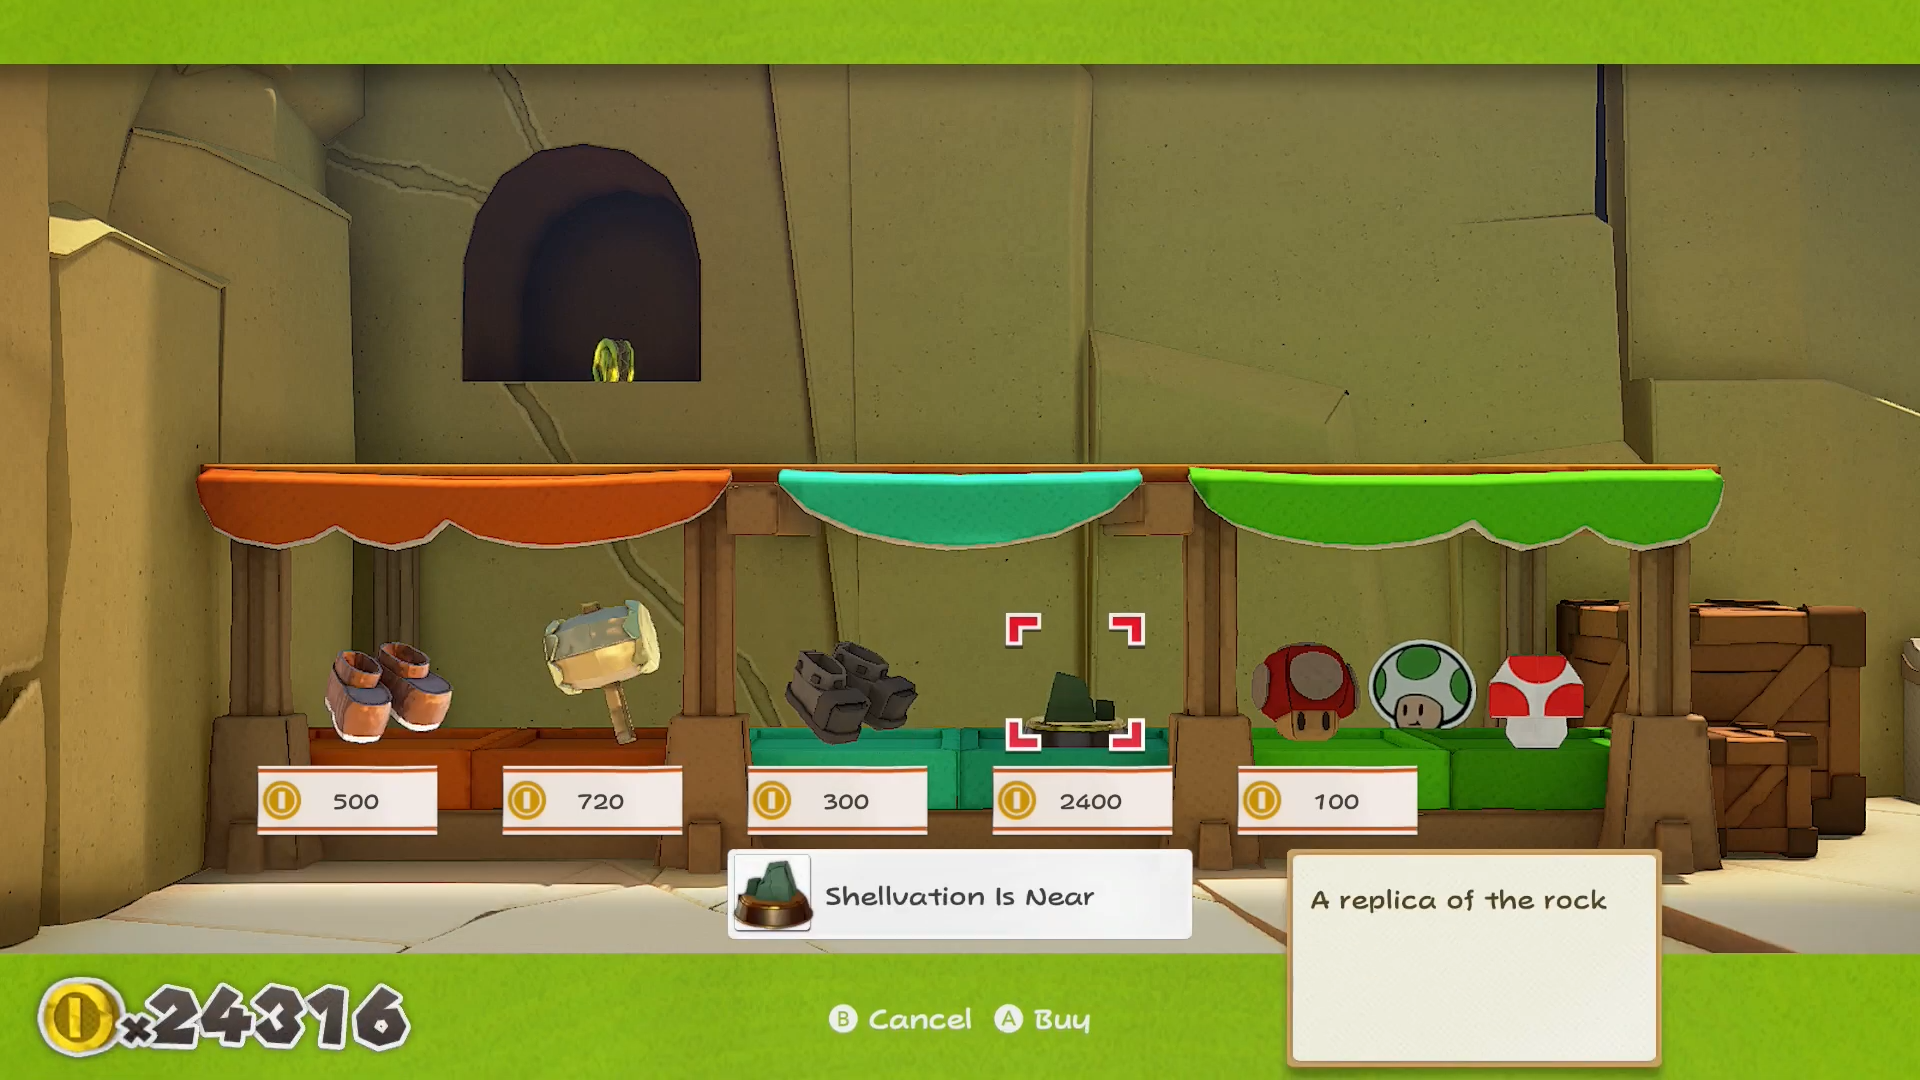 500
720
300
2400
100
Shellvation Is Near
A replica of the rock
×24316
B Cancel A Buy